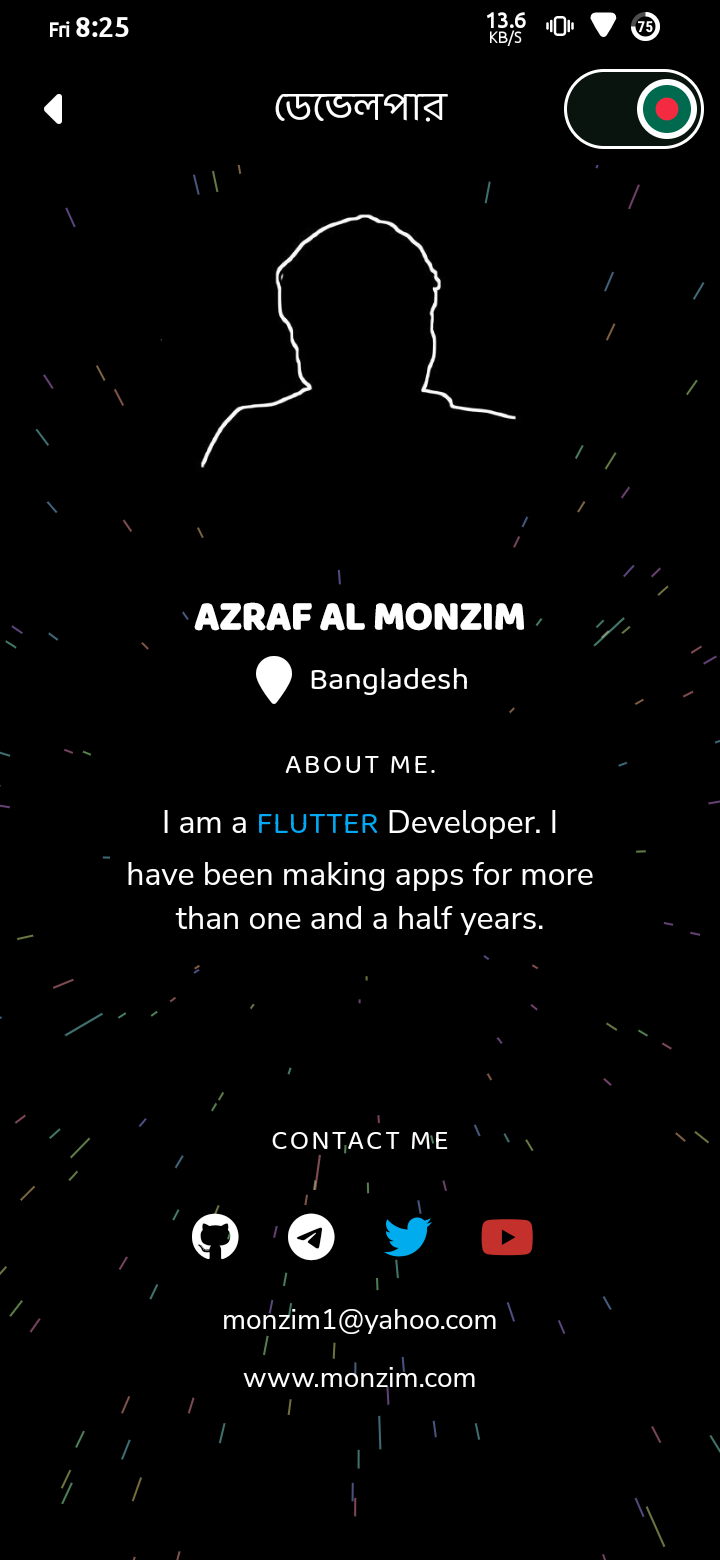 Fri 8:25
13.6
KB/S
75
ডেভেলপার
AZRAF AL MONZIM
Bangladesh
ABOUT ME.
I am a FLUTTER Developer. I
have been making apps for more
than one and a half years.
CONTACT ME
monzim1@yahoo.com
www.monzim.com